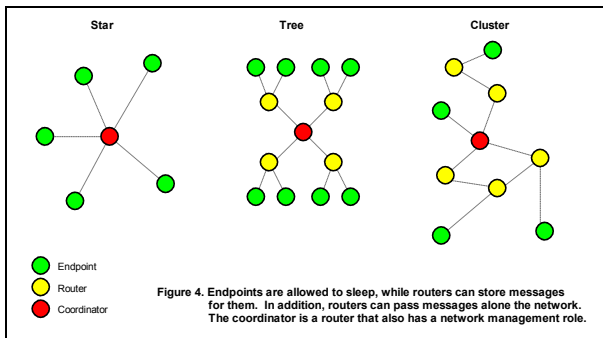 Star
Tree
Cluster
Endpoint
Router
Coordinator
Figure 4. Endpoints are allowed to sleep, while routers can store messages
for them. In addition, routers can pass messages alone the network.
The coordinator is a router that also has a network management role.